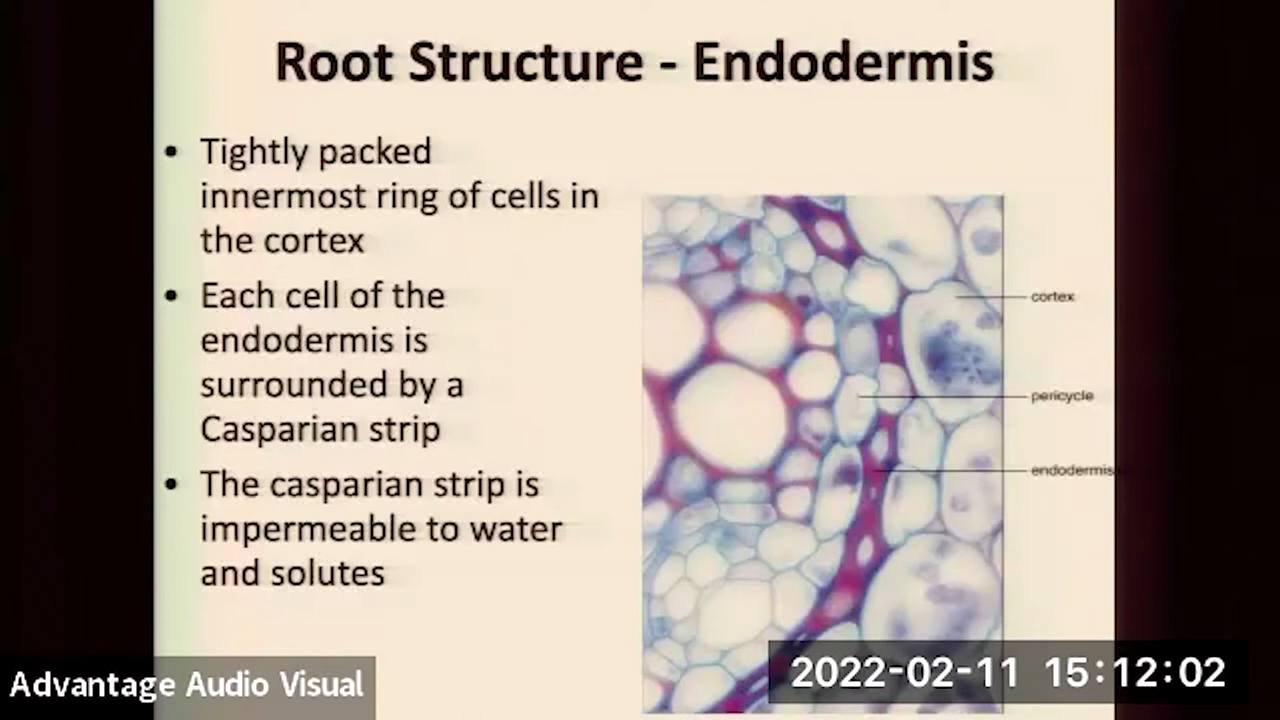 Root Structure - Endodermis
• Tightly packed
innermost ring of cells in
the cortex
• Each cell of the
endodermis is
surrounded by a
Casparian strip
• The casparian strip is
impermeable to water
and solutes
cortex
pericycle
endodermis
Advantage Audio Visual
2022-02-11 15:12:02